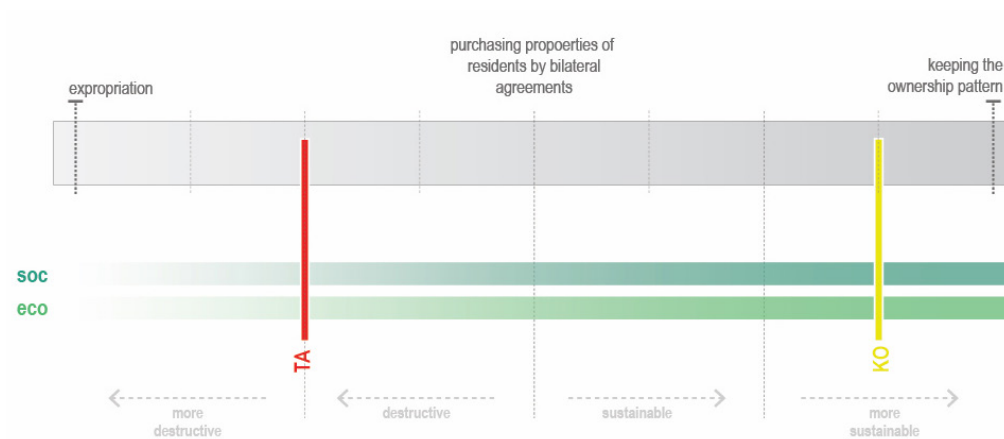 purchasing propoerties of
residents by bilateral
agreements
expropriation
keeping the
ownership pattern
soc
eco
TA
KO
more
destructive
destructive
sustainable
more
sustainable